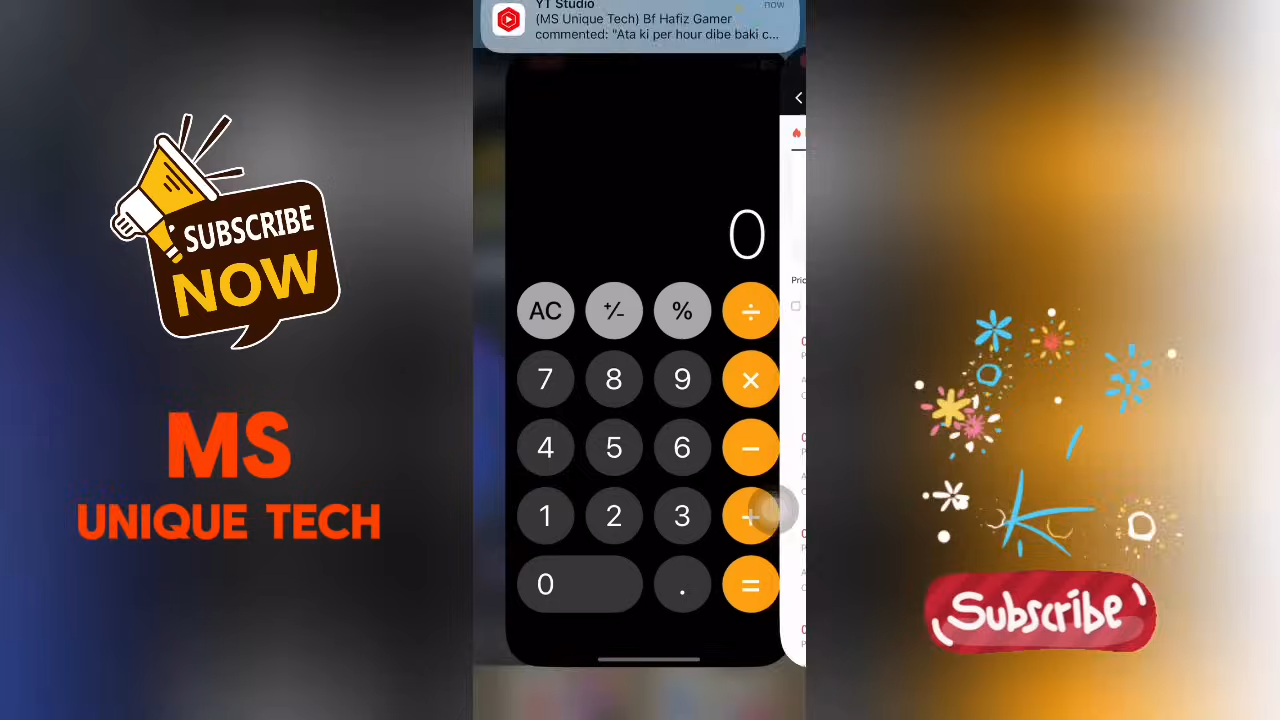 YT Studio
now
(MS Unique Tech) Bf Hafiz Gamer
commented: "Ata ki per hour dibe baki c...
SUBSCRIBE
NOW
MS
UNIQUE TECH
0
AC +/- % ÷
7 8 9 ×
4 5 6 −
1 2 3 +
0 . =
Subscribe